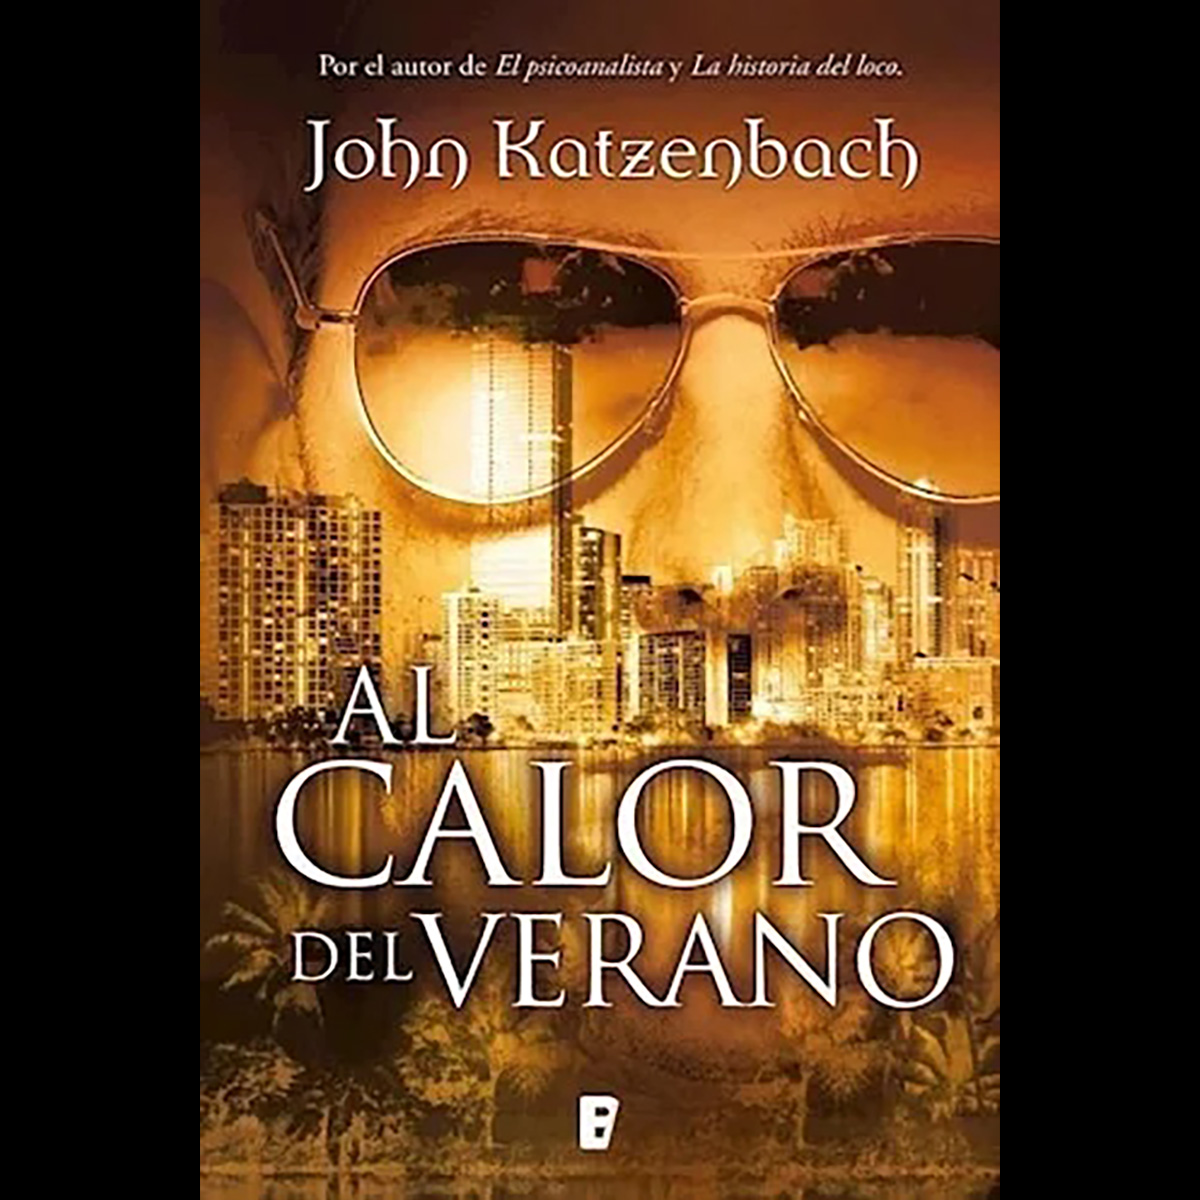 Por el autor de El psicoanalista y La historia del loco.
John Katzenbach
AL
CALOR
DEL VERANO
B